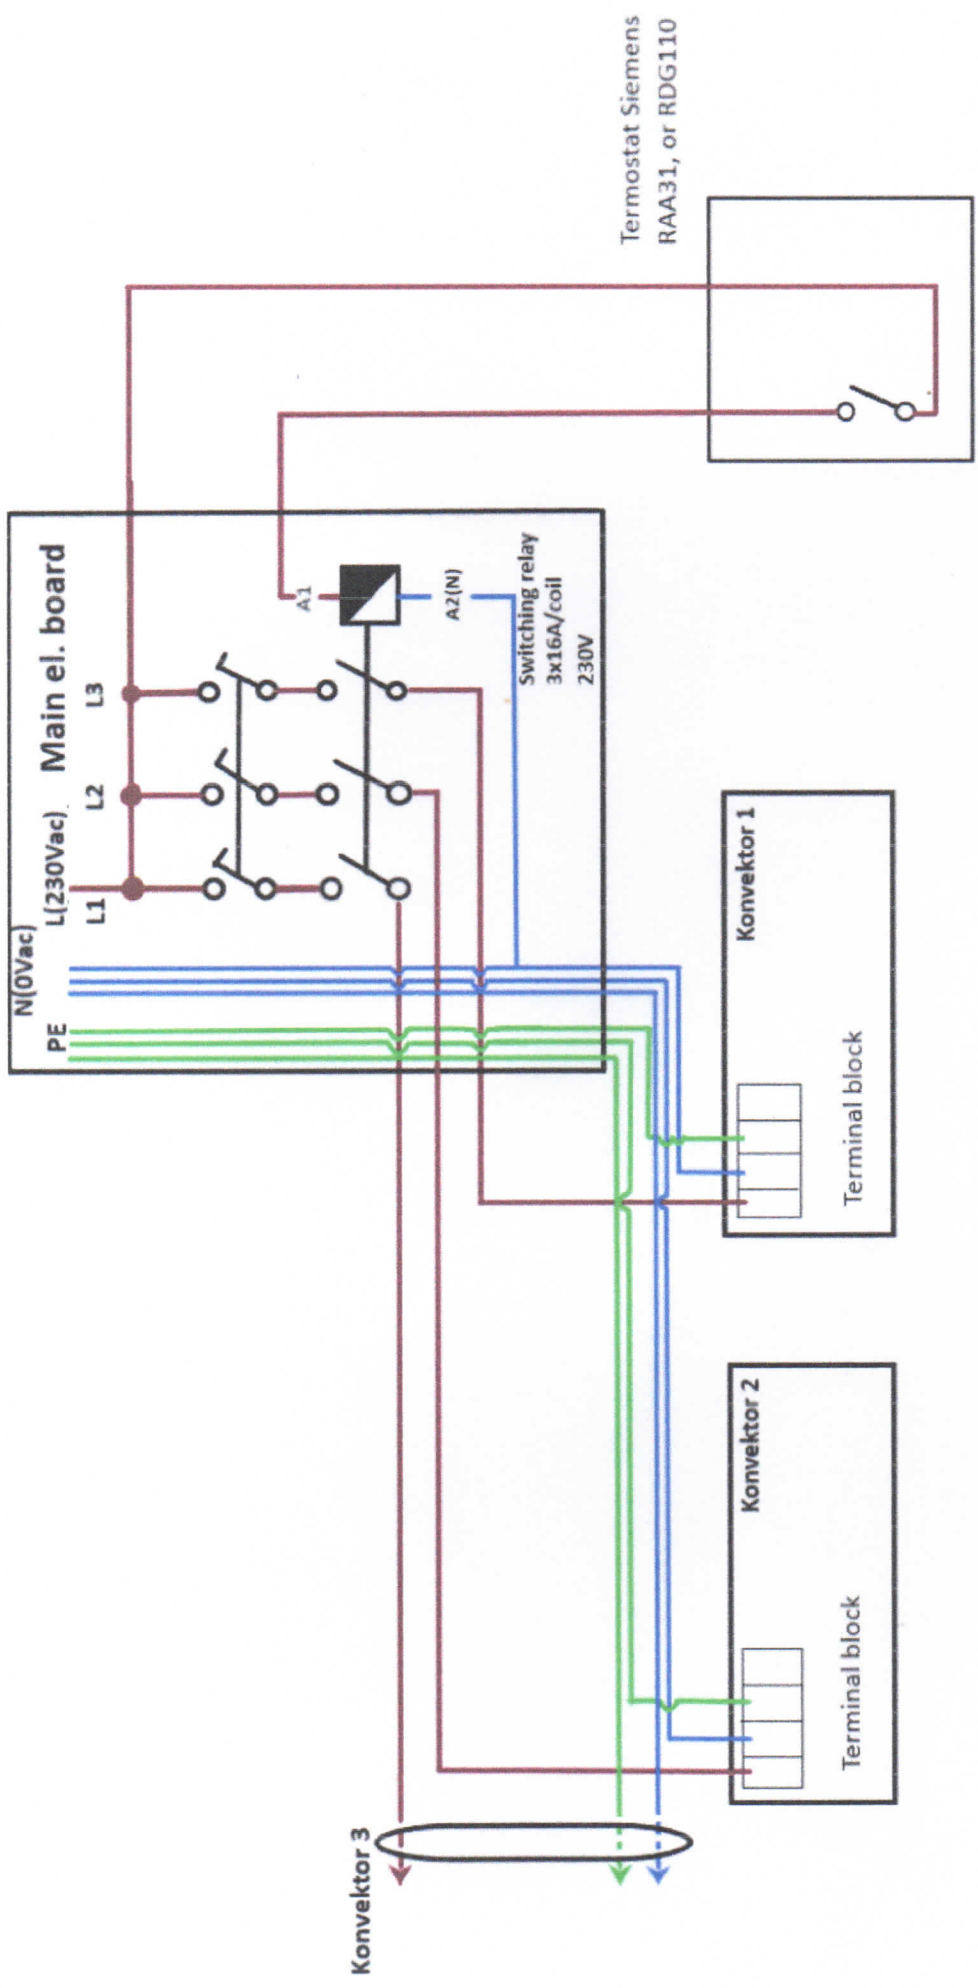 N(0Vac)
PE
L(230Vac)
Main el. board
L1
L2
L3
A1
A2(N)
Switching relay
3x16A/coil
230V
Termostat Siemens
RAA31, or RDG110
Konvektor 3
Konvektor 2
Terminal block
Konvektor 1
Terminal block